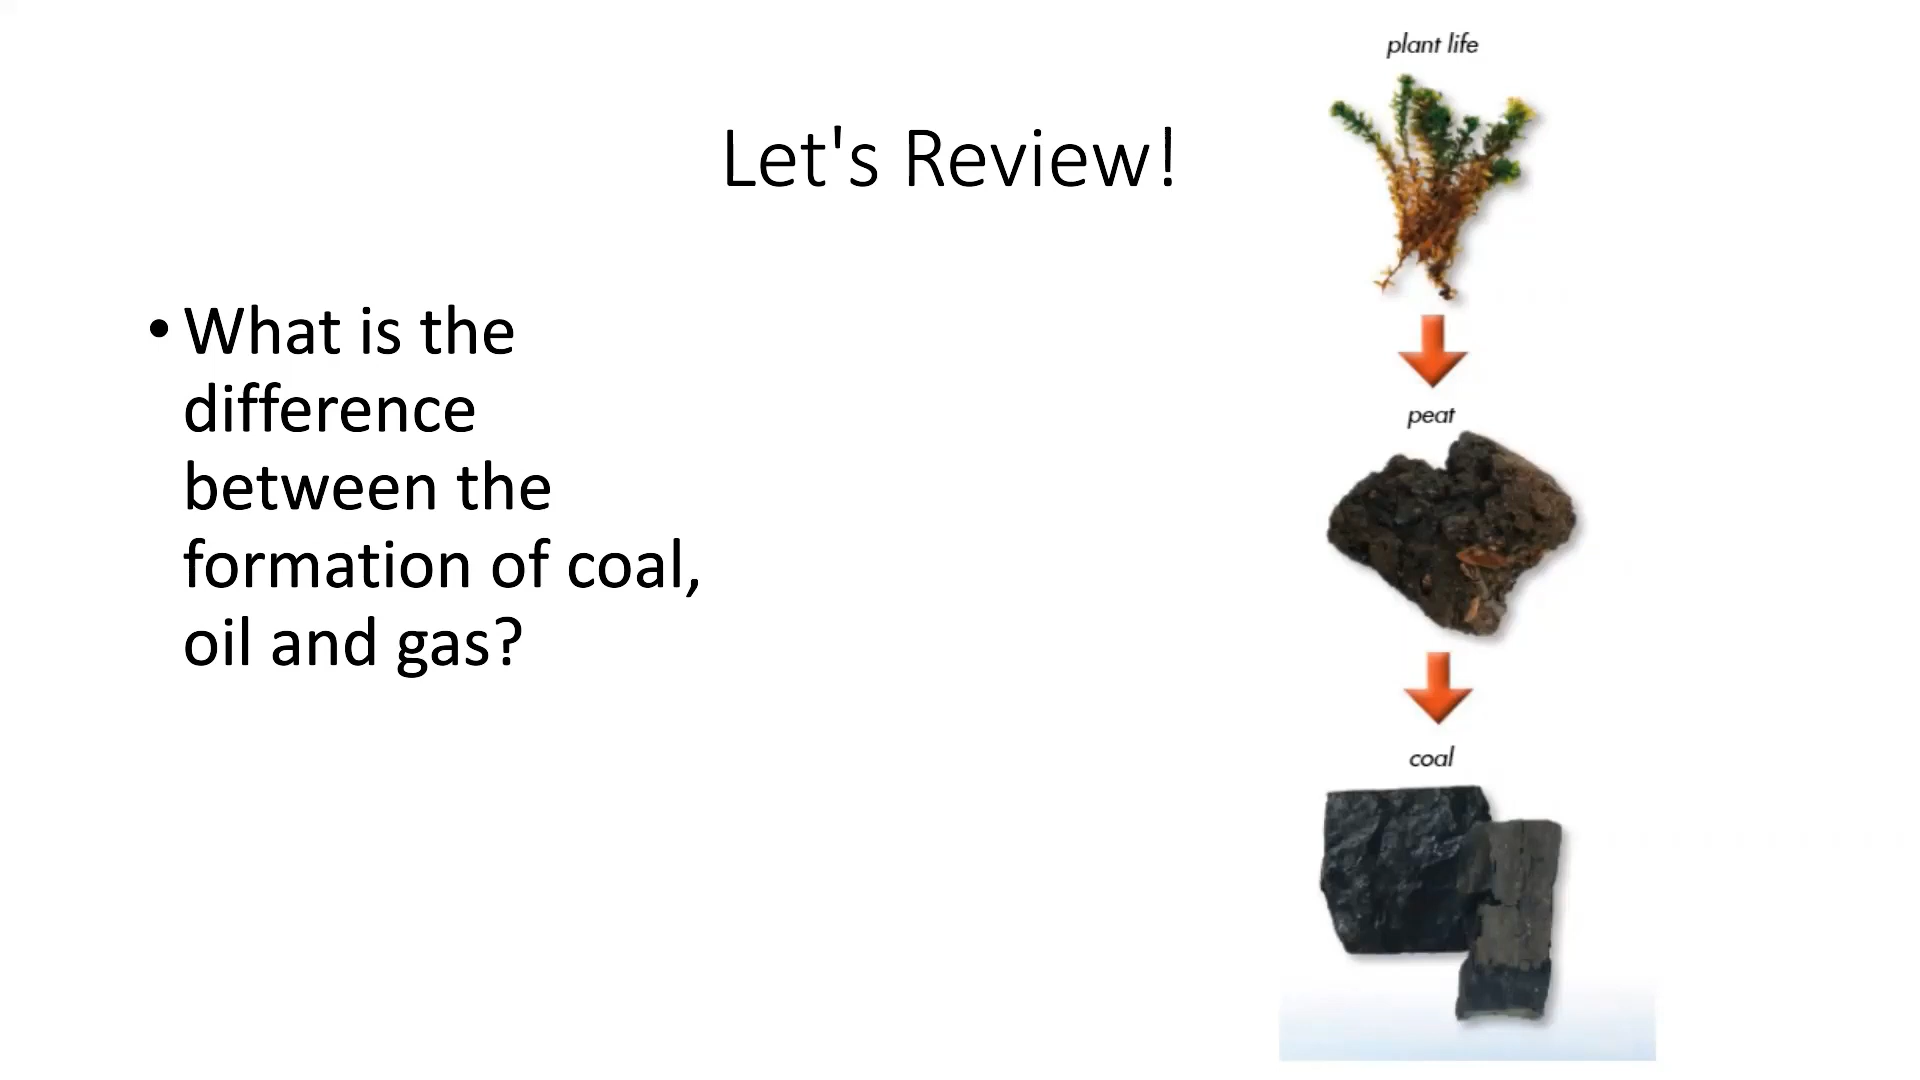 Let's Review!
• What is the
difference
between the
formation of coal,
oil and gas?
plant life
peat
coal